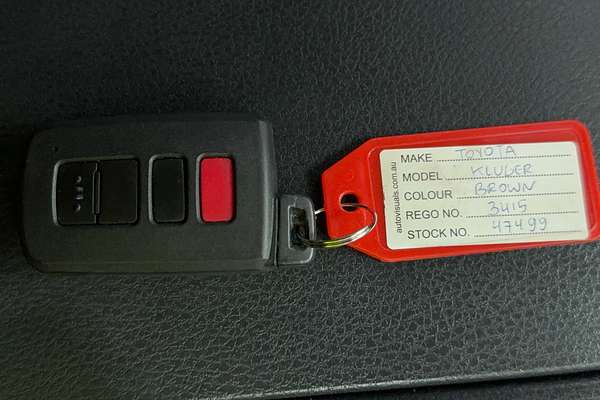 MAKE TOYOTA
MODEL KLUGER
COLOUR BROWN
REGO NO. 3415
STOCK NO. 47499
autovisuals.com.au